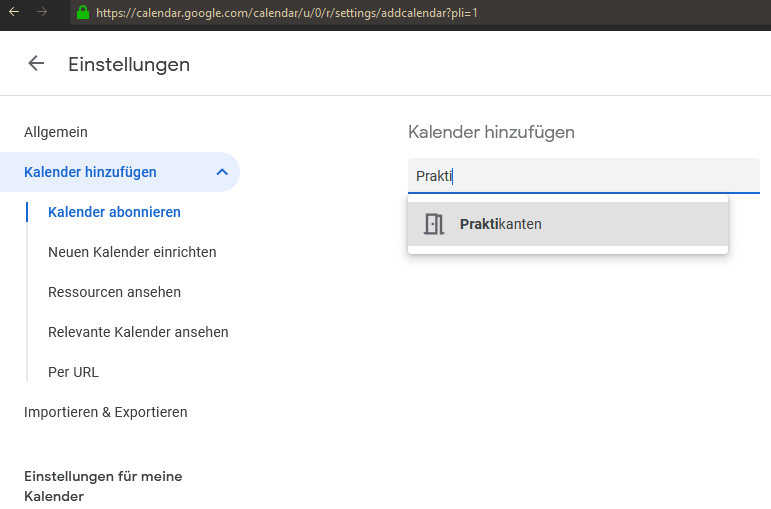 https://calendar.google.com/calendar/u/0/r/settings/addcalendar?pli=1
Einstellungen
Allgemein
Kalender hinzufügen
Kalender abonnieren
Neuen Kalender einrichten
Ressourcen ansehen
Relevante Kalender ansehen
Per URL
Importieren & Exportieren
Einstellungen für meine
Kalender
Kalender hinzufügen
Prakti
Praktikanten